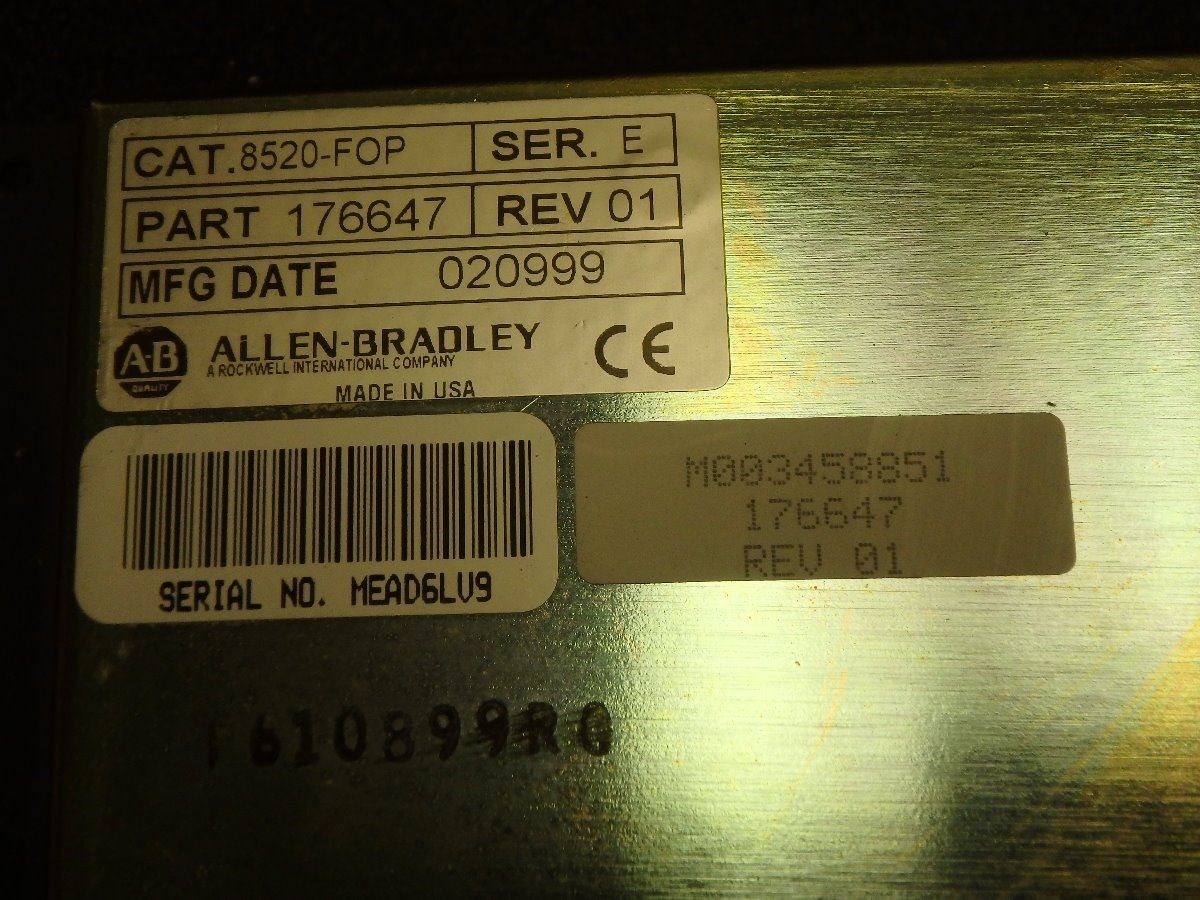 CAT. 8520-FOP SER. E
PART 176647 REV 01
MFG DATE 020999
A-B QUALITY
ALLEN-BRADLEY
A ROCKWELL INTERNATIONAL COMPANY
CE
MADE IN USA
M003458851
176647
REV 01
SERIAL NO. MEAD6LV9